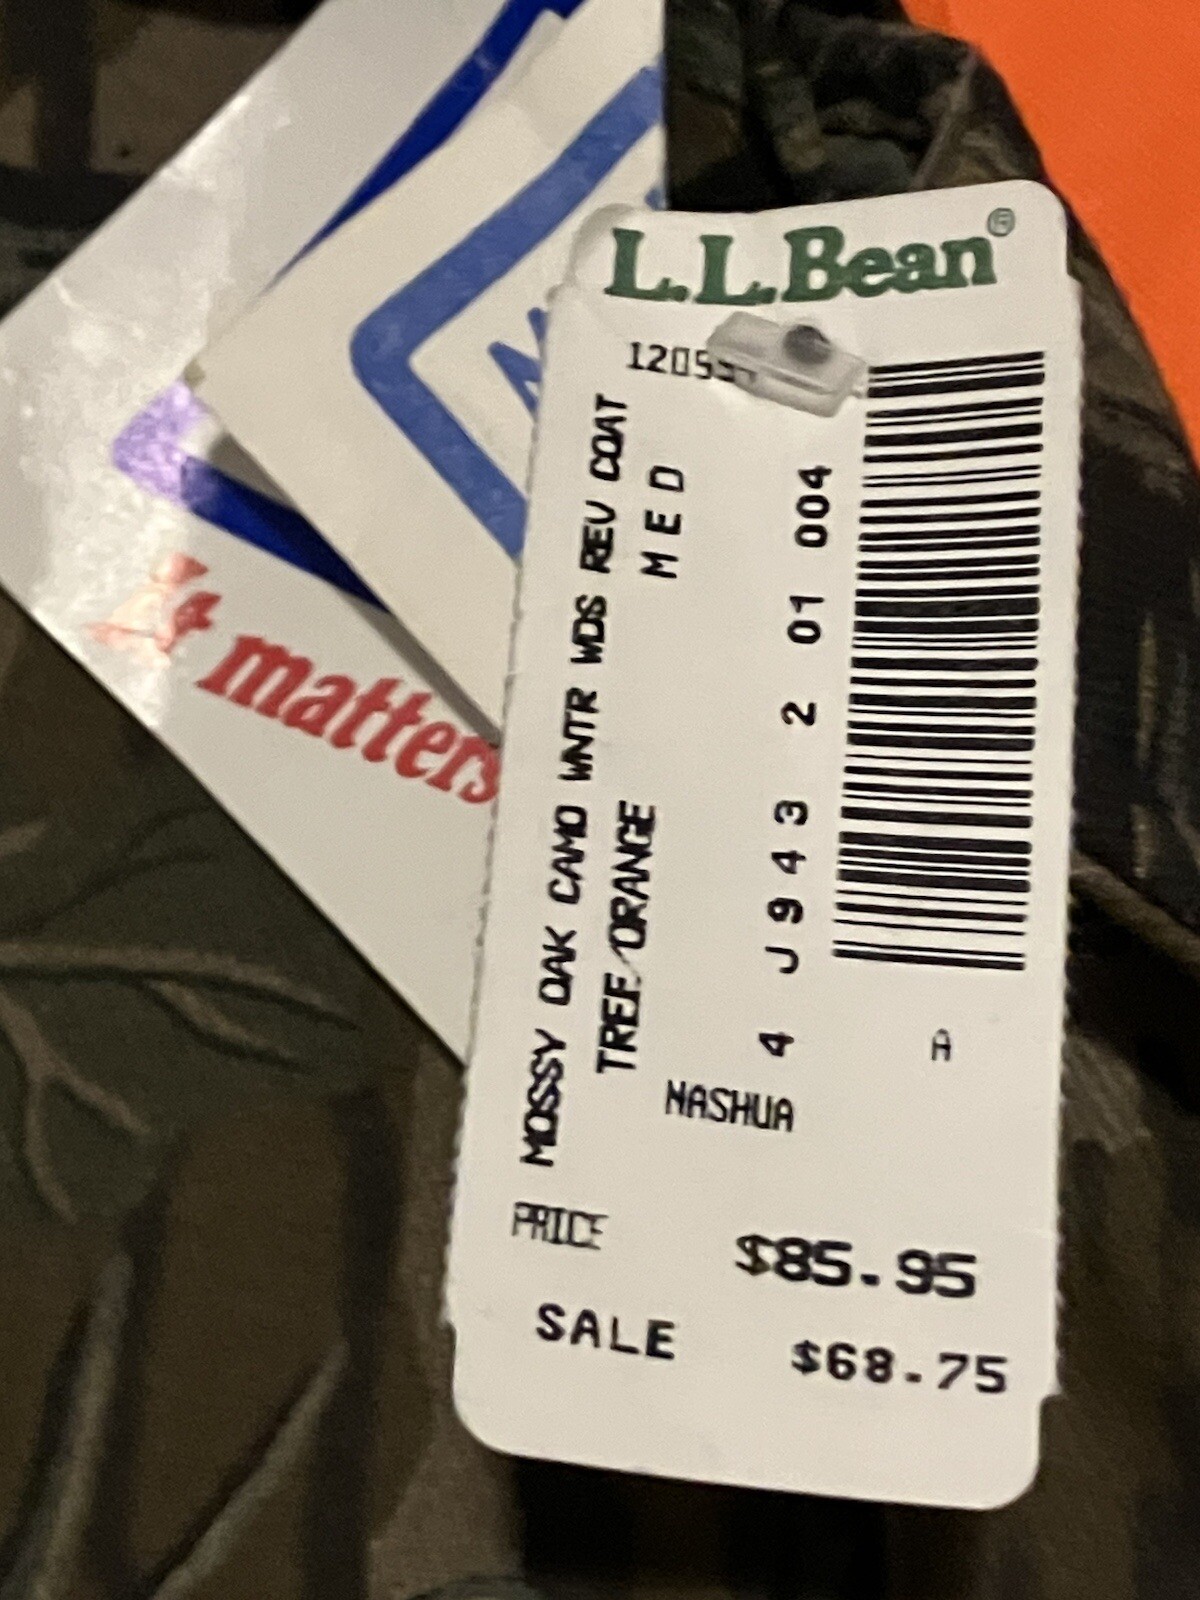 L.L.Bean®
MOSSY OAK CAMO WNTR WDS REV COAT
TREE/ORANGE MED
4 J943 2 01 004
A
NASHUA
PRICE $85.95
SALE $68.75
It matters